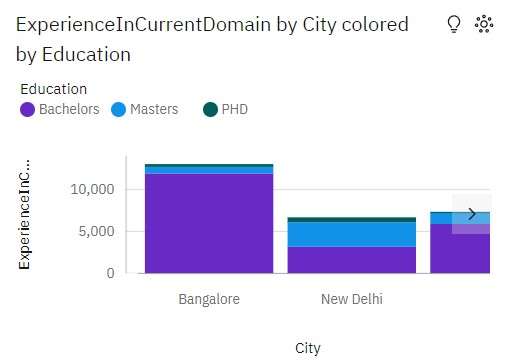 ExperienceInCurrentDomain by City colored
by Education
Education
Bachelors Masters PHD
ExperienceInC...
10,000
5,000
0
Bangalore New Delhi
City